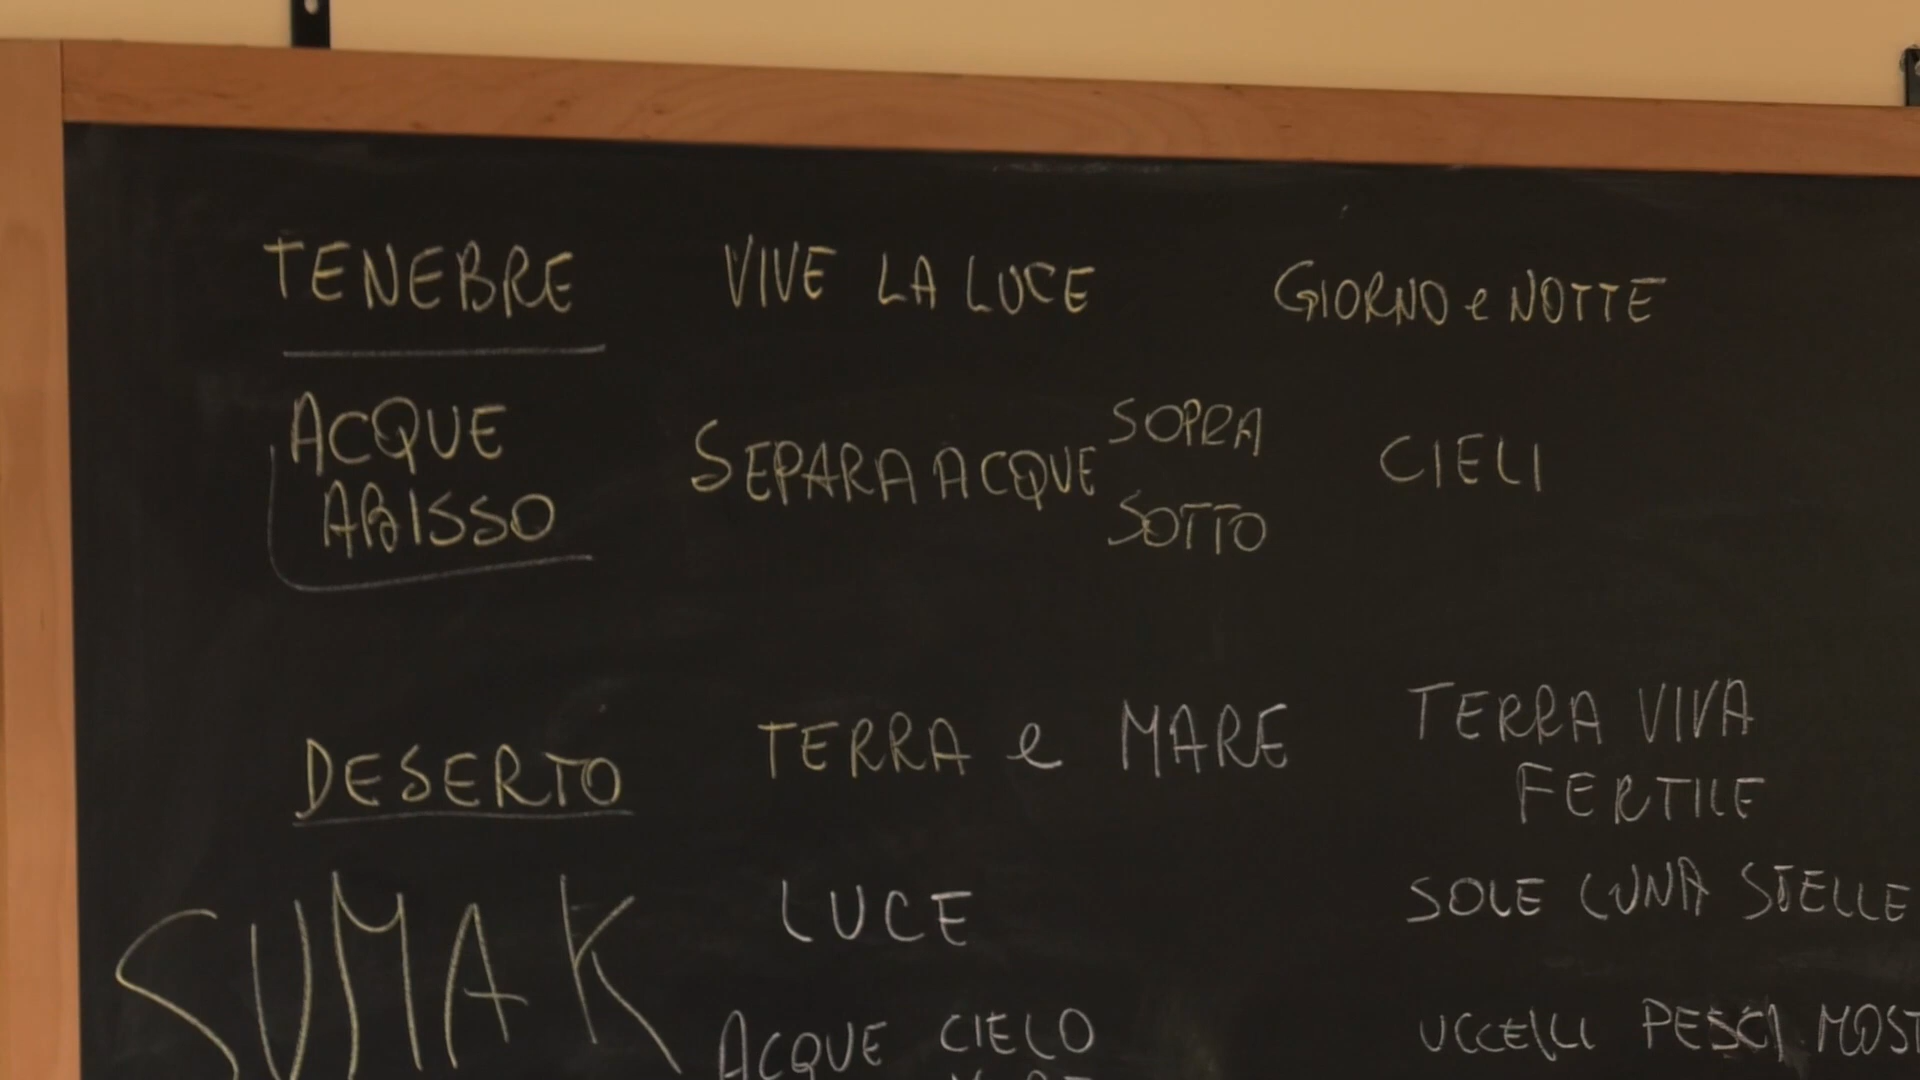 TENEBRE VIVE LA LUCE GIORNO e NOTTE
ACQUE
ABISSO
SEPARA ACQUE SOPRA
SOTTO
CIELI
DESERTO TERRA e MARE TERRA VIVA
FERTILE
SUMAK LUCE SOLE LUNA STELLE
ACQUE CIELO UCCELLI PESCI MOST